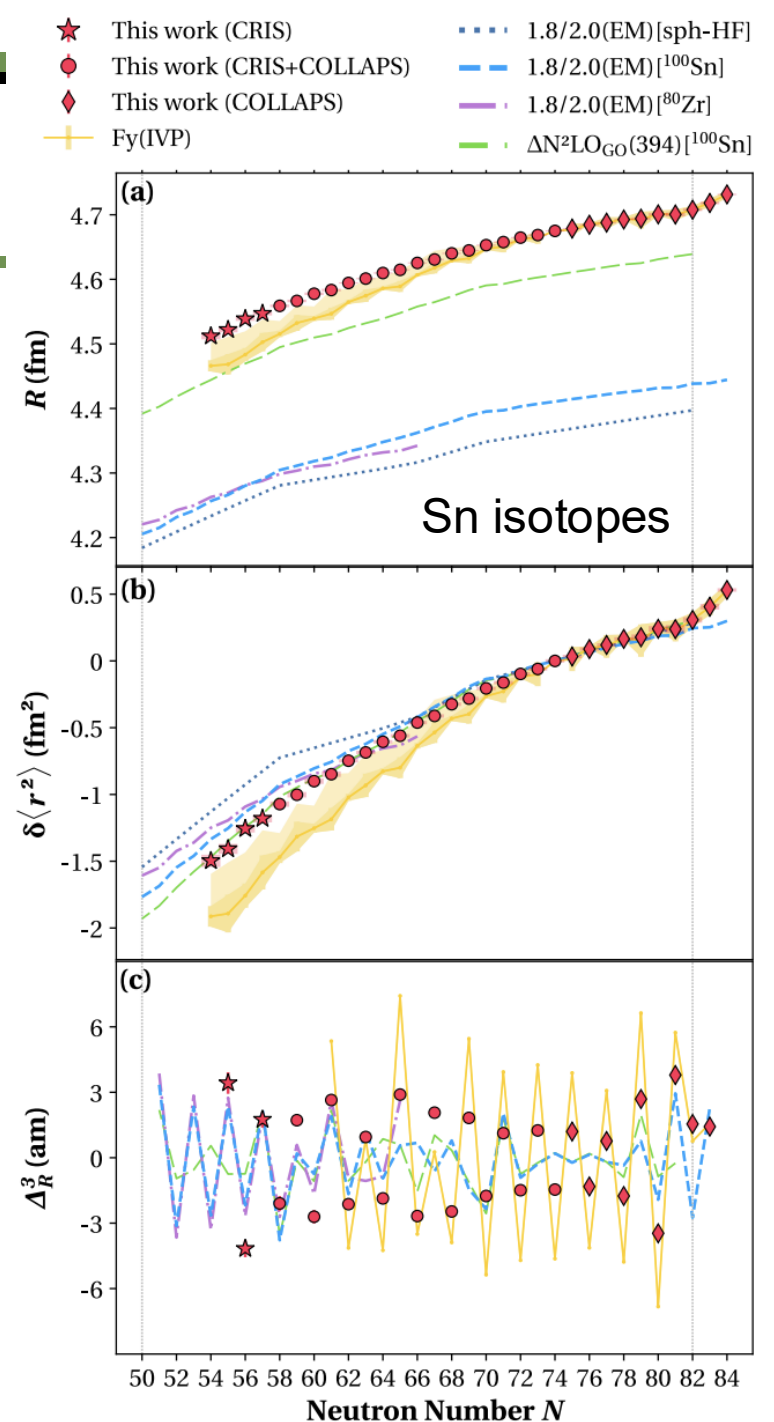 This work (CRIS)
This work (CRIS+COLLAPS)
This work (COLLAPS)
Fy(IVP)
1.8/2.0(EM)[sph-HF]
1.8/2.0(EM)[¹⁰⁰Sn]
1.8/2.0(EM)[⁸⁰Zr]
ΔN²LO_GO(394)[¹⁰⁰Sn]
(a)
4.7
4.6
4.5
4.4
4.3
4.2
R (fm)
Sn isotopes
(b)
0.5
0
-0.5
-1
-1.5
-2
δ⟨r²⟩ (fm²)
(c)
6
3
0
-3
-6
Δ³_R (am)
50 52 54 56 58 60 62 64 66 68 70 72 74 76 78 80 82 84
Neutron Number N